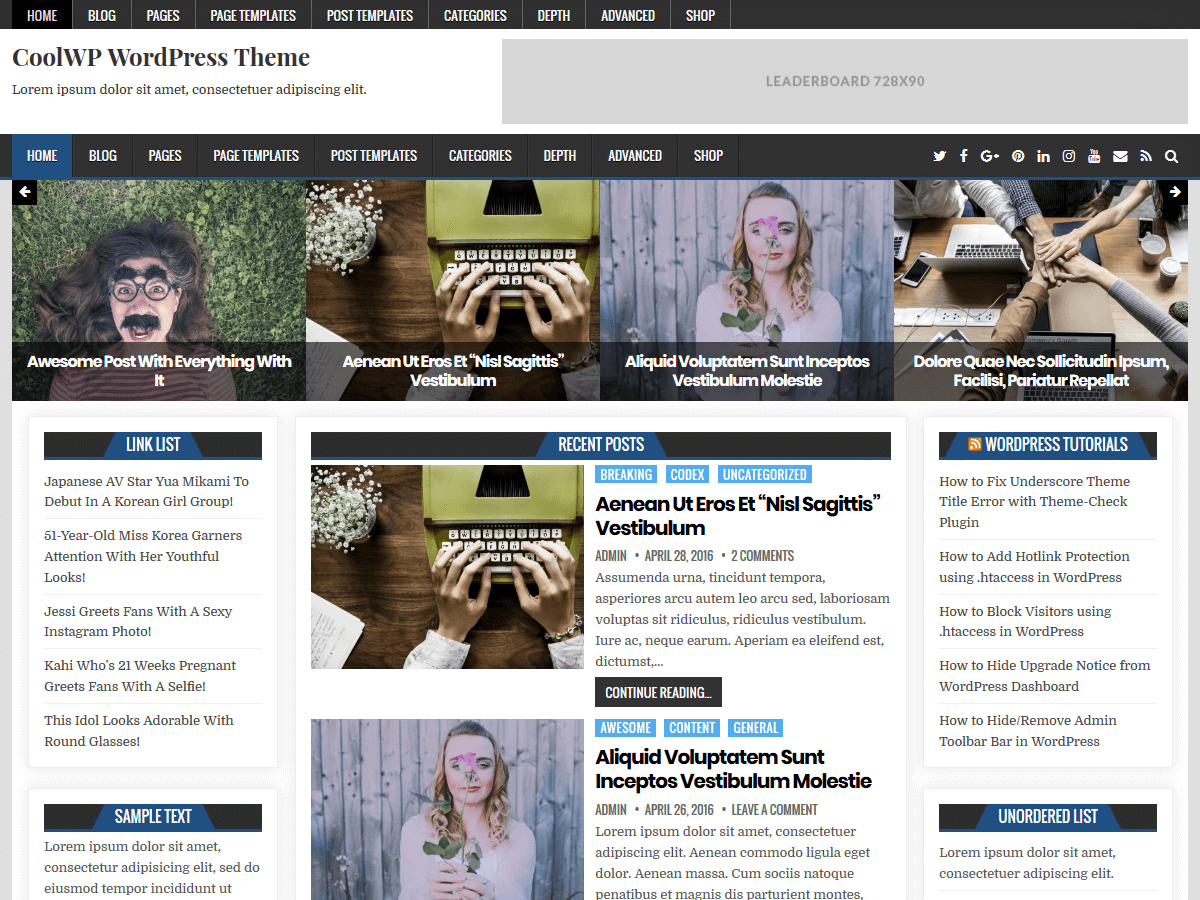 HOME BLOG PAGES PAGE TEMPLATES POST TEMPLATES CATEGORIES DEPTH ADVANCED SHOP
CoolWP WordPress Theme
Lorem ipsum dolor sit amet, consectetuer adipiscing elit.
LEADERBOARD 728X90
HOME BLOG PAGES PAGE TEMPLATES POST TEMPLATES CATEGORIES DEPTH ADVANCED SHOP
Awesome Post With Everything With
It
Aenean Ut Eros Et “Nisl Sagittis”
Vestibulum
Aliquid Voluptatem Sunt Inceptos
Vestibulum Molestie
Dolore Quae Nec Sollicitudin Ipsum,
Facilisi, Pariatur Repellat
LINK LIST
Japanese AV Star Yua Mikami To
Debut In A Korean Girl Group!
51-Year-Old Miss Korea Garners
Attention With Her Youthful
Looks!
Jessi Greets Fans With A Sexy
Instagram Photo!
Kahi Who's 21 Weeks Pregnant
Greets Fans With A Selfie!
This Idol Looks Adorable With
Round Glasses!
SAMPLE TEXT
Lorem ipsum dolor sit amet,
consectetur adipisicing elit, sed do
eiusmod tempor incididunt ut
RECENT POSTS
BREAKING CODEX UNCATEGORIZED
Aenean Ut Eros Et “Nisl Sagittis”
Vestibulum
ADMIN • APRIL 28, 2016 • 2 COMMENTS
Assumenda urna, tincidunt tempora,
asperiores arcu autem leo arcu sed, laboriosam
voluptas sit ridiculus, ridiculus vestibulum.
Iure ac, neque earum. Aperiam ea eleifend est,
dictumst,...
CONTINUE READING...
AWESOME CONTENT GENERAL
Aliquid Voluptatem Sunt
Inceptos Vestibulum Molestie
ADMIN • APRIL 26, 2016 • LEAVE A COMMENT
Lorem ipsum dolor sit amet, consectetuer
adipiscing elit. Aenean commodo ligula eget
dolor. Aenean massa. Cum sociis natoque
penatibus et magnis dis parturient montes,
WORDPRESS TUTORIALS
How to Fix Underscore Theme
Title Error with Theme-Check
Plugin
How to Add Hotlink Protection
using .htaccess in WordPress
How to Block Visitors using
.htaccess in WordPress
How to Hide Upgrade Notice from
WordPress Dashboard
How to Hide/Remove Admin
Toolbar Bar in WordPress
UNORDERED LIST
Lorem ipsum dolor sit amet,
consectetuer adipiscing elit.